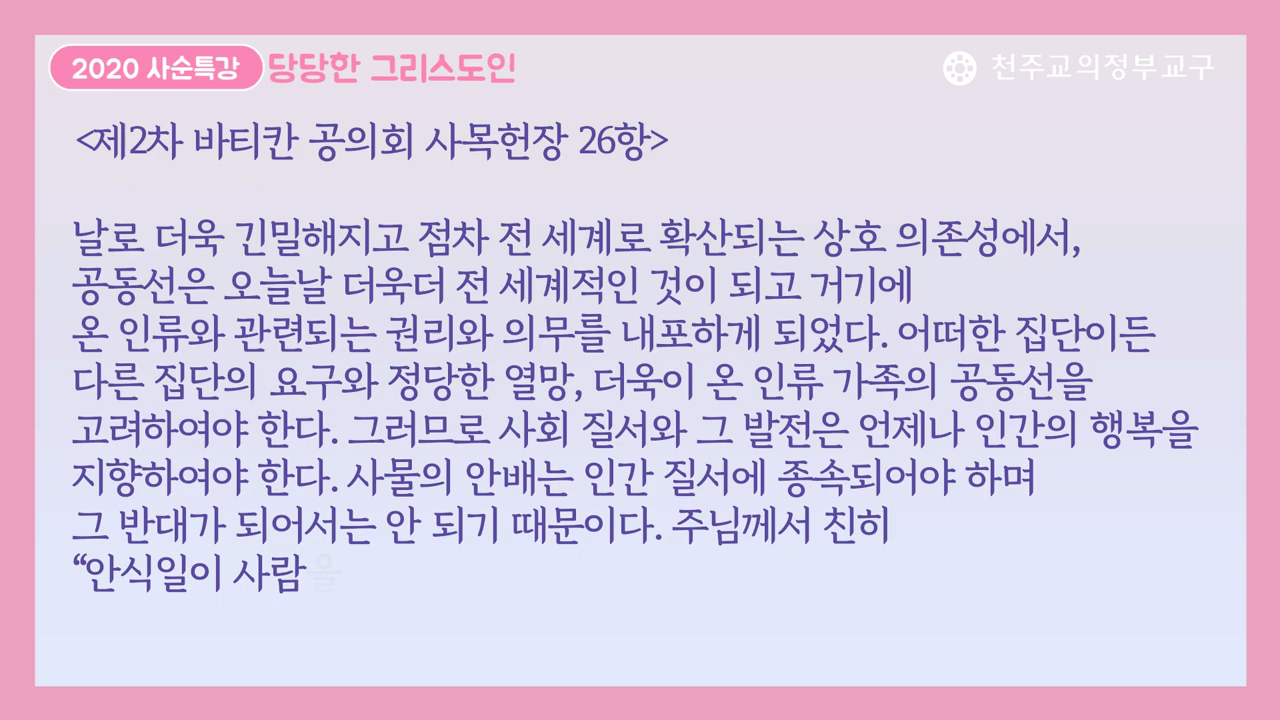 2020 사순특강 당당한 그리스도인
천주교의정부교구
<제2차 바티칸 공의회 사목헌장 26항>
날로 더욱 긴밀해지고 점차 전 세계로 확산되는 상호 의존성에서,
공동선은 오늘날 더욱더 전 세계적인 것이 되고 거기에
온 인류와 관련되는 권리와 의무를 내포하게 되었다. 어떠한 집단이든
다른 집단의 요구와 정당한 열망, 더욱이 온 인류 가족의 공동선을
고려하여야 한다. 그러므로 사회 질서와 그 발전은 언제나 인간의 행복을
지향하여야 한다. 사물의 안배는 인간 질서에 종속되어야 하며
그 반대가 되어서는 안 되기 때문이다. 주님께서 친히
“안식일이 사람을